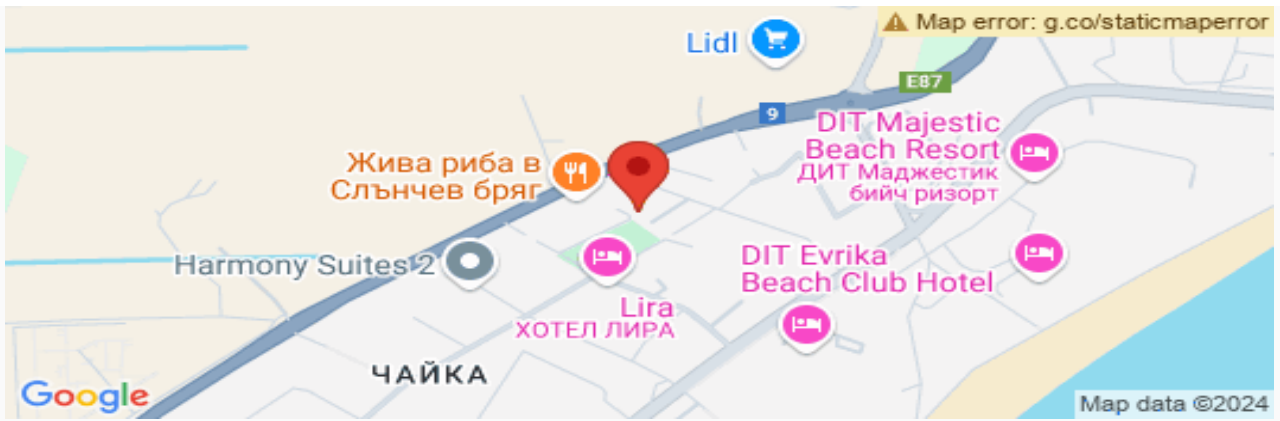 Map error: g.co/staticmaperror
Lidl
E87
9
DIT Majestic
Beach Resort
ДИТ Маджестик
бийч ризорт
Жива риба в
Слънчев бряг
Harmony Suites 2
DIT Evrika
Beach Club Hotel
Lira
ХОТЕЛ ЛИРА
ЧАЙКА
Google
Map data ©2024